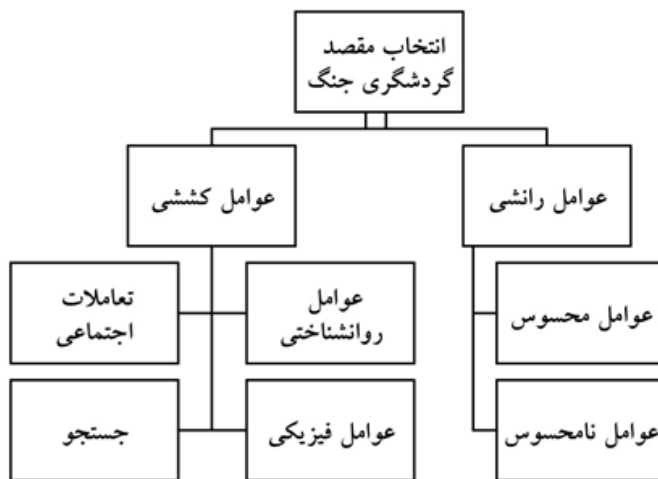 انتخاب مقصد
گردشگری جنگ
عوامل رانشی
عوامل کششی
عوامل محسوس
عوامل
روانشناختی
تعاملات
اجتماعی
عوامل نامحسوس
عوامل فیزیکی
جستجو